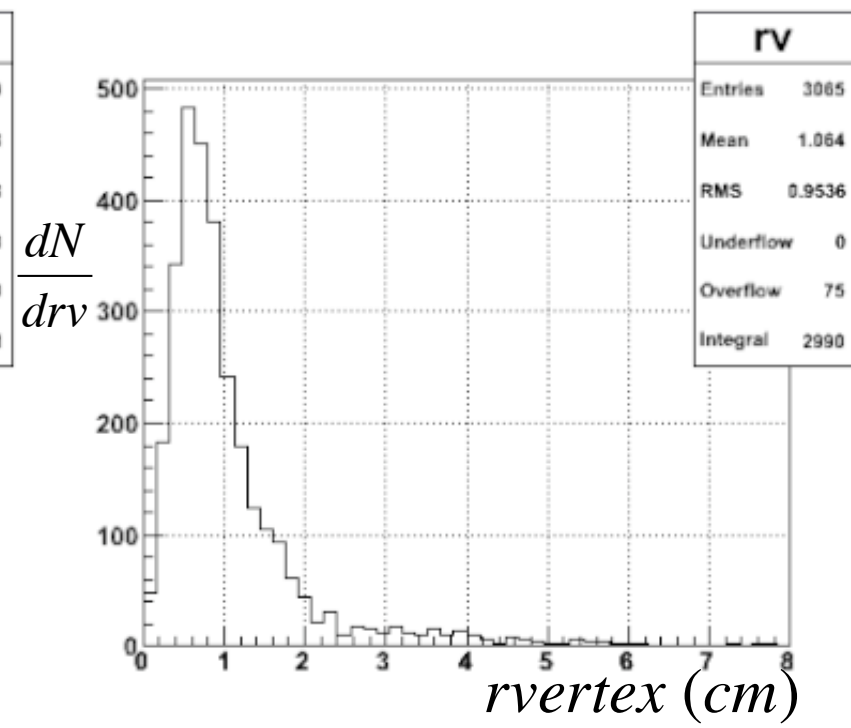 rv
Entries 3065
Mean 1.064
RMS 0.9536
Underflow 0
Overflow 75
Integral 2990
dN
drv
500
400
300
200
100
0
0 1 2 3 4 5 6 7 8
rvertex (cm)